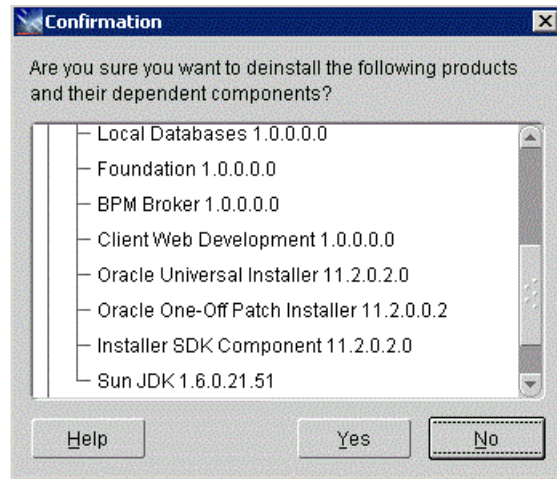 Confirmation
Are you sure you want to deinstall the following products
and their dependent components?
Local Databases 1.0.0.0.0
Foundation 1.0.0.0.0
BPM Broker 1.0.0.0.0
Client Web Development 1.0.0.0.0
Oracle Universal Installer 11.2.0.2.0
Oracle One-Off Patch Installer 11.2.0.0.2
Installer SDK Component 11.2.0.2.0
Sun JDK 1.6.0.21.51
Help Yes No